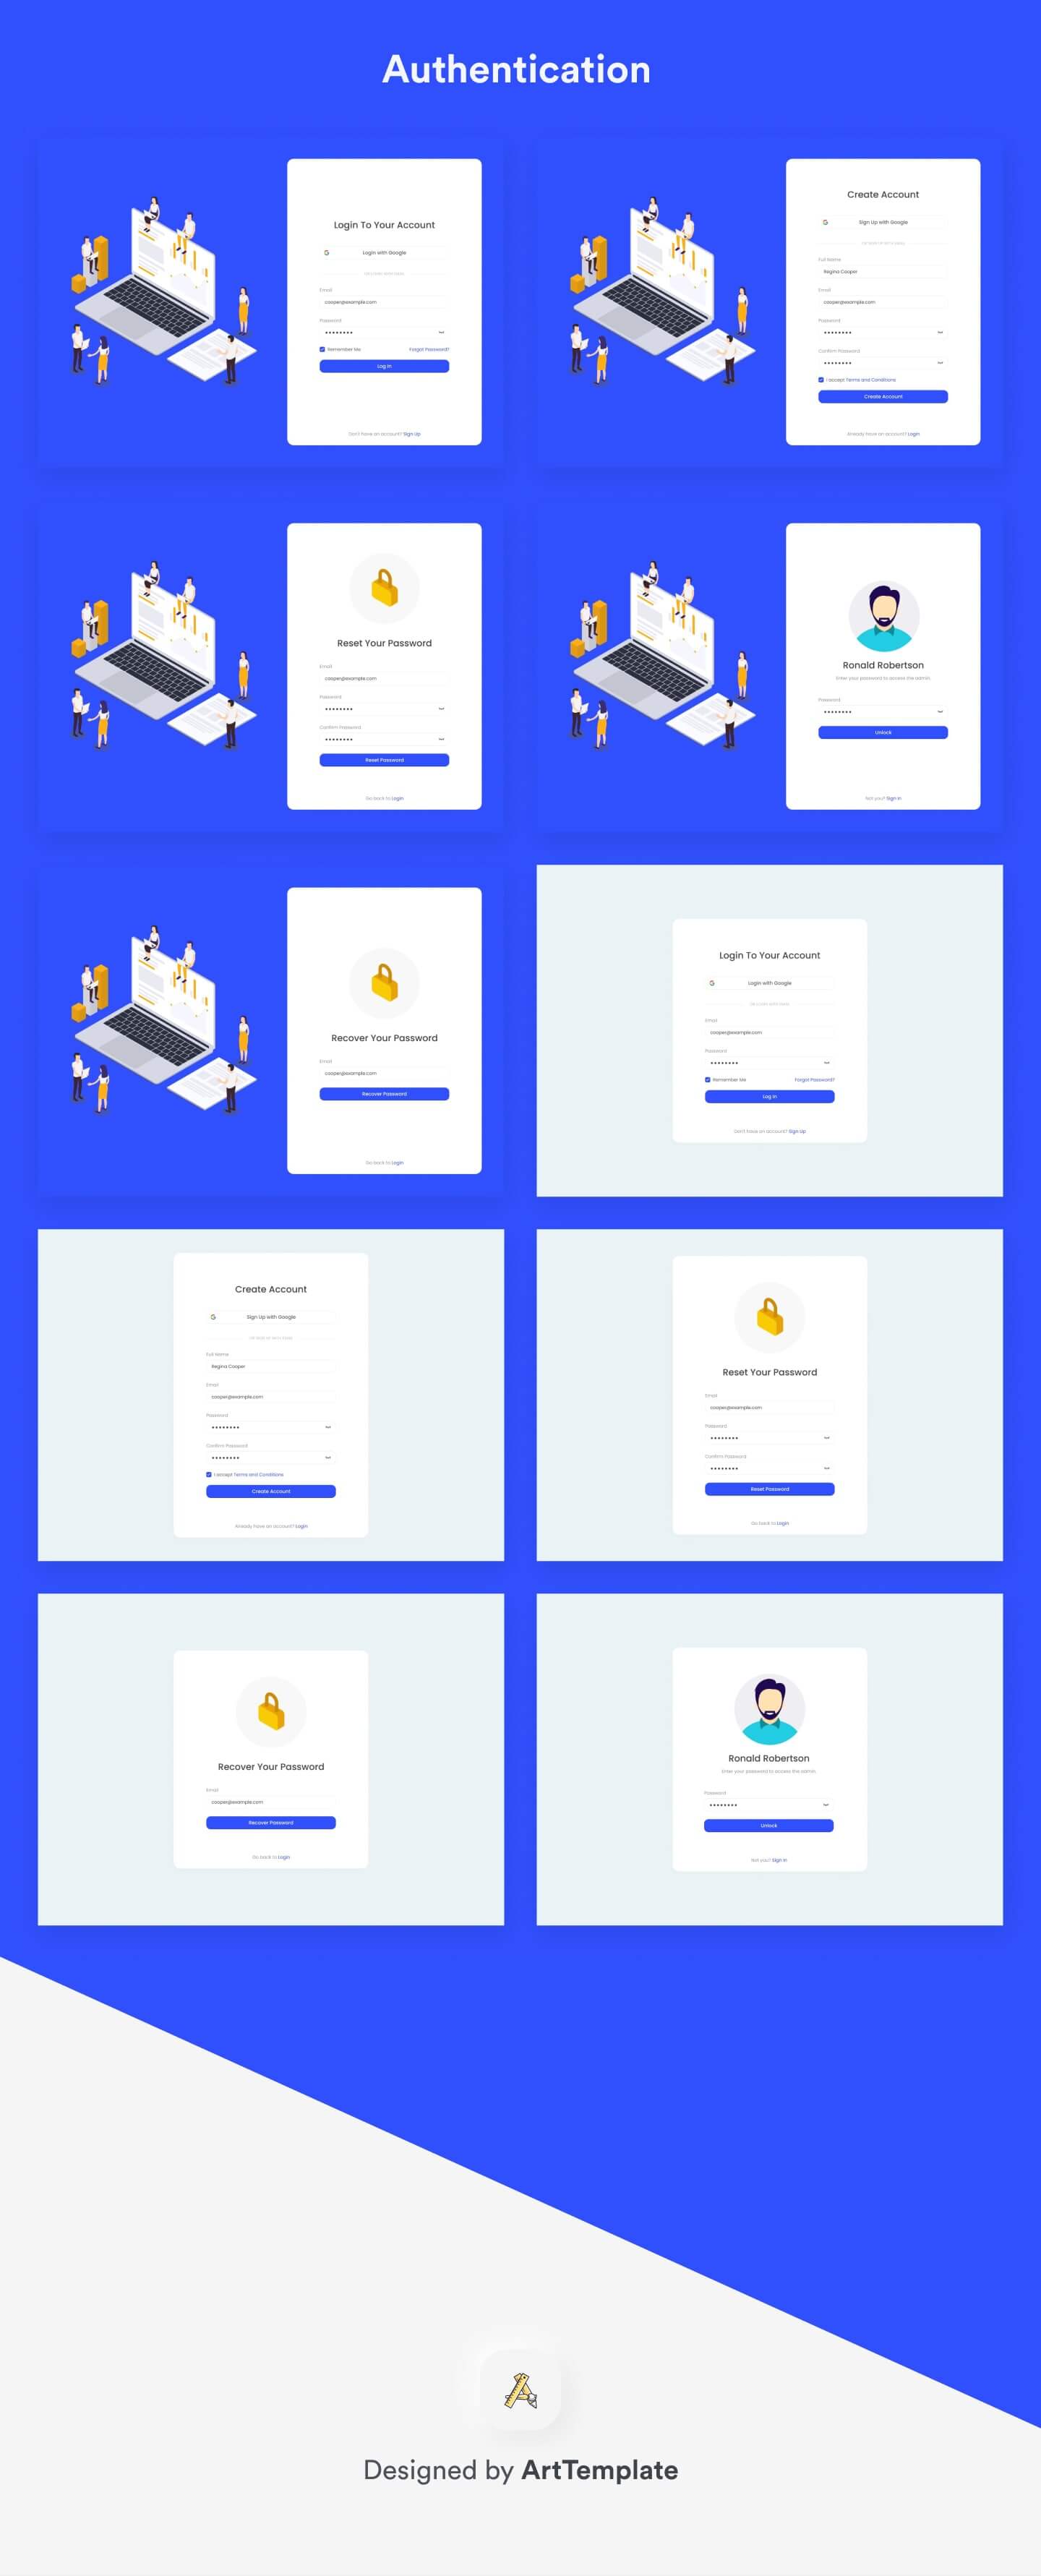 Authentication
Login To Your Account
Login with Google
Email
cooper@example.com
Password
Remember Me Forgot Password?
Log In
Don't have an account? Sign Up
Create Account
Sign Up with Google
Full Name
Regina Cooper
Email
cooper@example.com
Password
Confirm Password
I accept Terms and Conditions
Create Account
Already have an account? Login
Reset Your Password
Email
cooper@example.com
Password
Confirm Password
Reset Password
Go back to Login
Ronald Robertson
Enter your password to access the admin.
Password
Unlock
Not you? Sign In
Recover Your Password
Email
cooper@example.com
Recover Password
Go back to Login
Login To Your Account
Login with Google
Email
cooper@example.com
Password
Remember Me Forgot Password?
Log In
Don't have an account? Sign Up
Create Account
Sign Up with Google
Full Name
Regina Cooper
Email
cooper@example.com
Password
Confirm Password
I accept Terms and Conditions
Create Account
Already have an account? Login
Reset Your Password
Email
cooper@example.com
Password
Confirm Password
Reset Password
Go back to Login
Recover Your Password
Email
cooper@example.com
Recover Password
Go back to Login
Ronald Robertson
Enter your password to access the admin.
Password
Unlock
Not you? Sign In
Designed by ArtTemplate